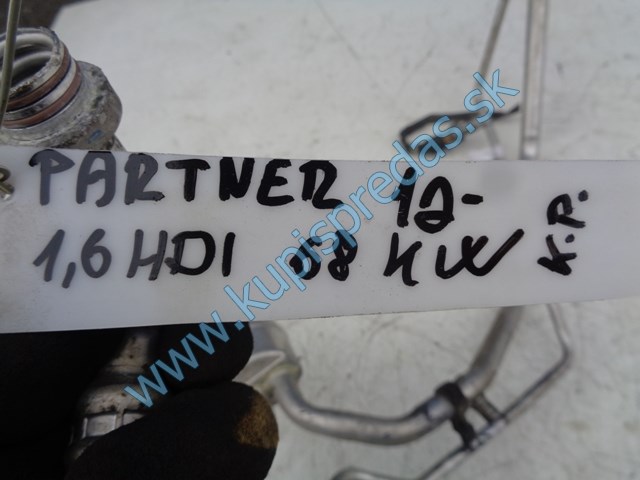 PARTNER 12-
1,6 HDI 68 KW
www.kupispredas.sk